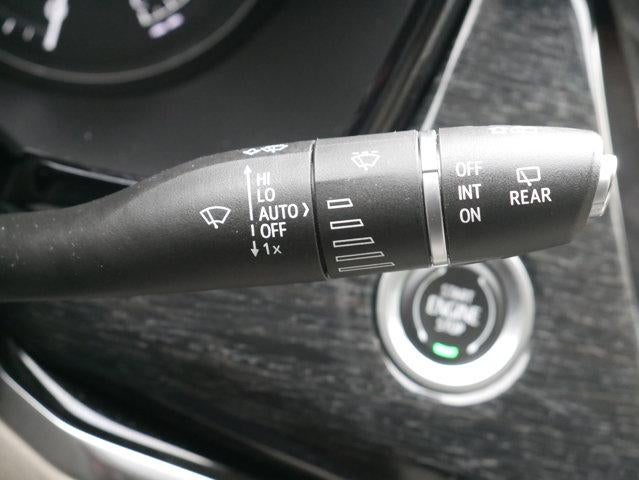 HI
LO
AUTO
OFF
1x
OFF
INT
ON
REAR
START
ENGINE
STOP